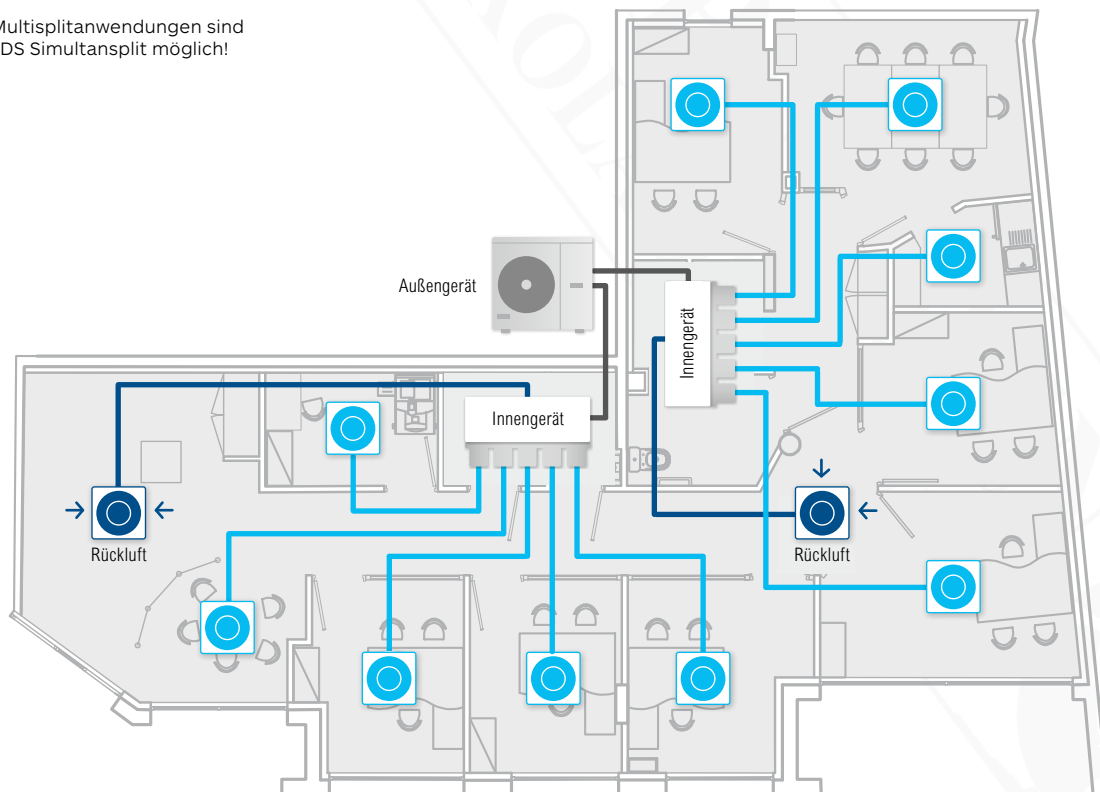 Multisplitanwendungen sind
DS Simultansplit möglich!
Außengerät
Innengerät
Innengerät
Rückluft
Rückluft